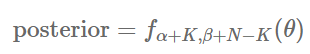 posterior = f_{α+K,β+N−K}(θ)